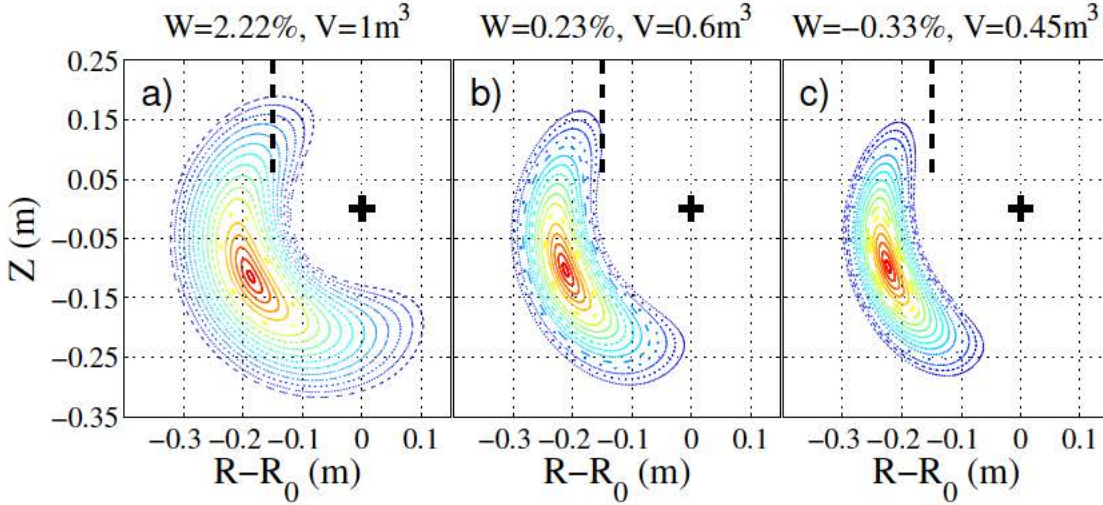 W=2.22%, V=1m³ W=0.23%, V=0.6m³ W=−0.33%, V=0.45m³
0.25
a) b) c)
0.15
0.05
−0.05
−0.15
−0.25
−0.35
Z (m)
−0.3 −0.2 −0.1 0 0.1 −0.3 −0.2 −0.1 0 0.1 −0.3 −0.2 −0.1 0 0.1
R−R₀ (m) R−R₀ (m) R−R₀ (m)